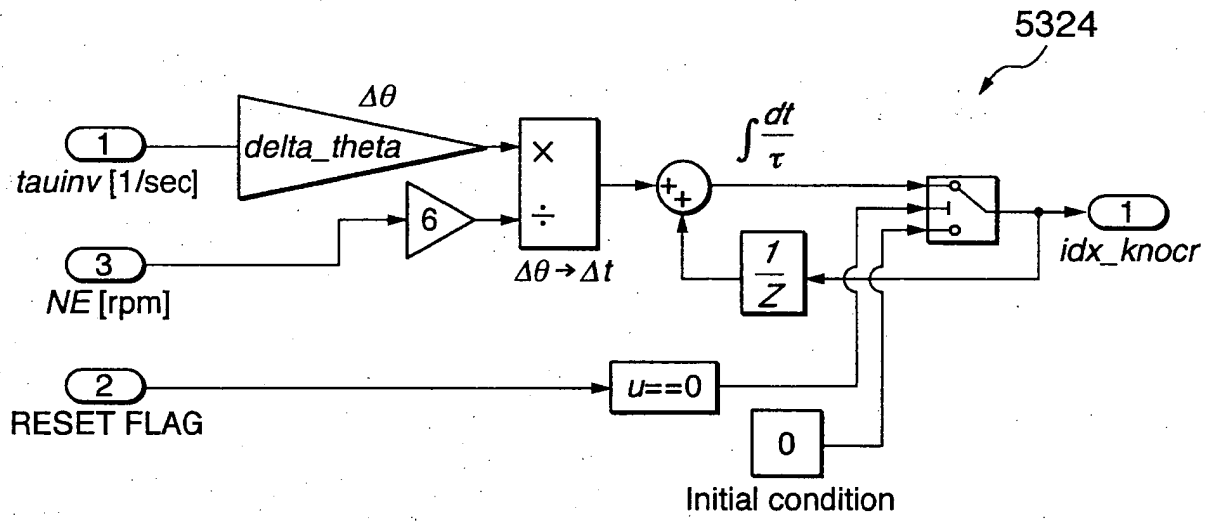 5324
Δθ
1
delta_theta
×
∫dt/τ
tauinv [1/sec]
6
÷
+
+
1
idx_knocr
3
Δθ→Δt
1/Z
NE [rpm]
2
u==0
RESET FLAG
0
Initial condition